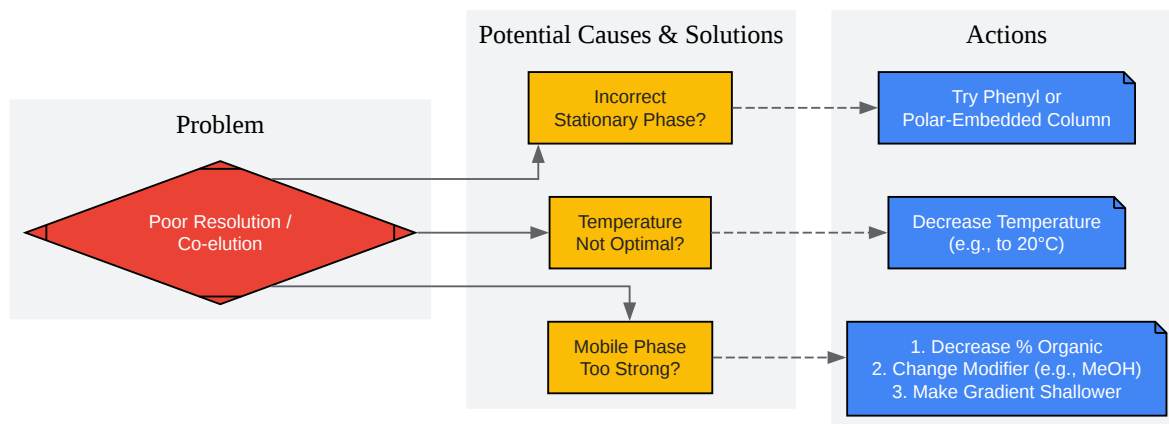 Problem
Poor Resolution /
Co-elution
Potential Causes & Solutions
Incorrect
Stationary Phase?
Temperature
Not Optimal?
Mobile Phase
Too Strong?
Actions
Try Phenyl or
Polar-Embedded Column
Decrease Temperature
(e.g., to 20°C)
1. Decrease % Organic
2. Change Modifier (e.g., MeOH)
3. Make Gradient Shallower